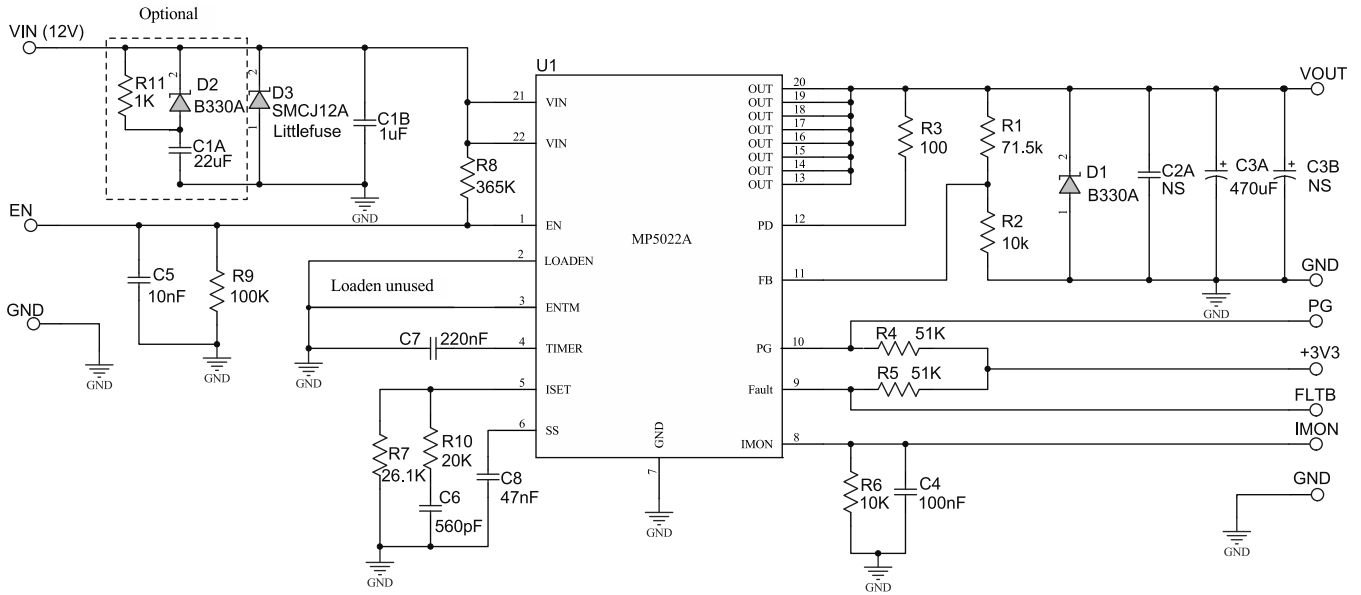 Optional
VIN (12V)
R11
1K
2
D2
B330A
C1A
22uF
2
D3
SMCJ12A
Littlefuse
1
C1B
1uF
GND
R8
365K
EN
C5
10nF
R9
100K
GND
GND
GND
Loaden unused
C7
220nF
GND
R7
26.1K
R10
20K
C6
560pF
C8
47nF
GND
U1
MP5022A
21
VIN
22
VIN
1
EN
2
LOADEN
3
ENTM
4
TIMER
5
ISET
6
SS
GND
7
GND
OUT
20
OUT
19
OUT
18
OUT
17
OUT
16
OUT
15
OUT
14
OUT
13
PD
12
FB
11
PG
10
Fault
9
IMON
8
R3
100
R1
71.5k
R2
10k
2
D1
B330A
1
C2A
NS
+
C3A
470uF
+
C3B
NS
VOUT
GND
GND
PG
R4 51K
+3V3
R5 51K
FLTB
IMON
R6
10K
C4
100nF
GND
GND
GND